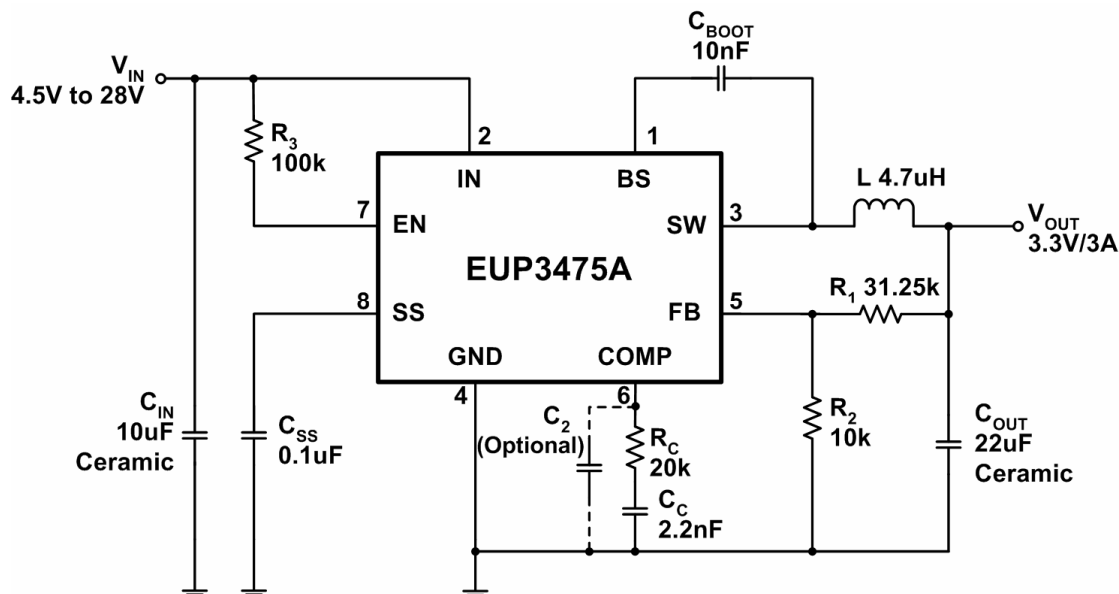 C_BOOT
10nF
V_IN
4.5V to 28V
R_3
100k
2
1
IN
BS
L 4.7uH
7
EN
SW
3
V_OUT
3.3V/3A
EUP3475A
R_1 31.25k
8
SS
FB
5
GND
COMP
4
6
C_IN
10uF
Ceramic
C_SS
0.1uF
C_2
(Optional)
R_C
20k
C_C
2.2nF
R_2
10k
C_OUT
22uF
Ceramic